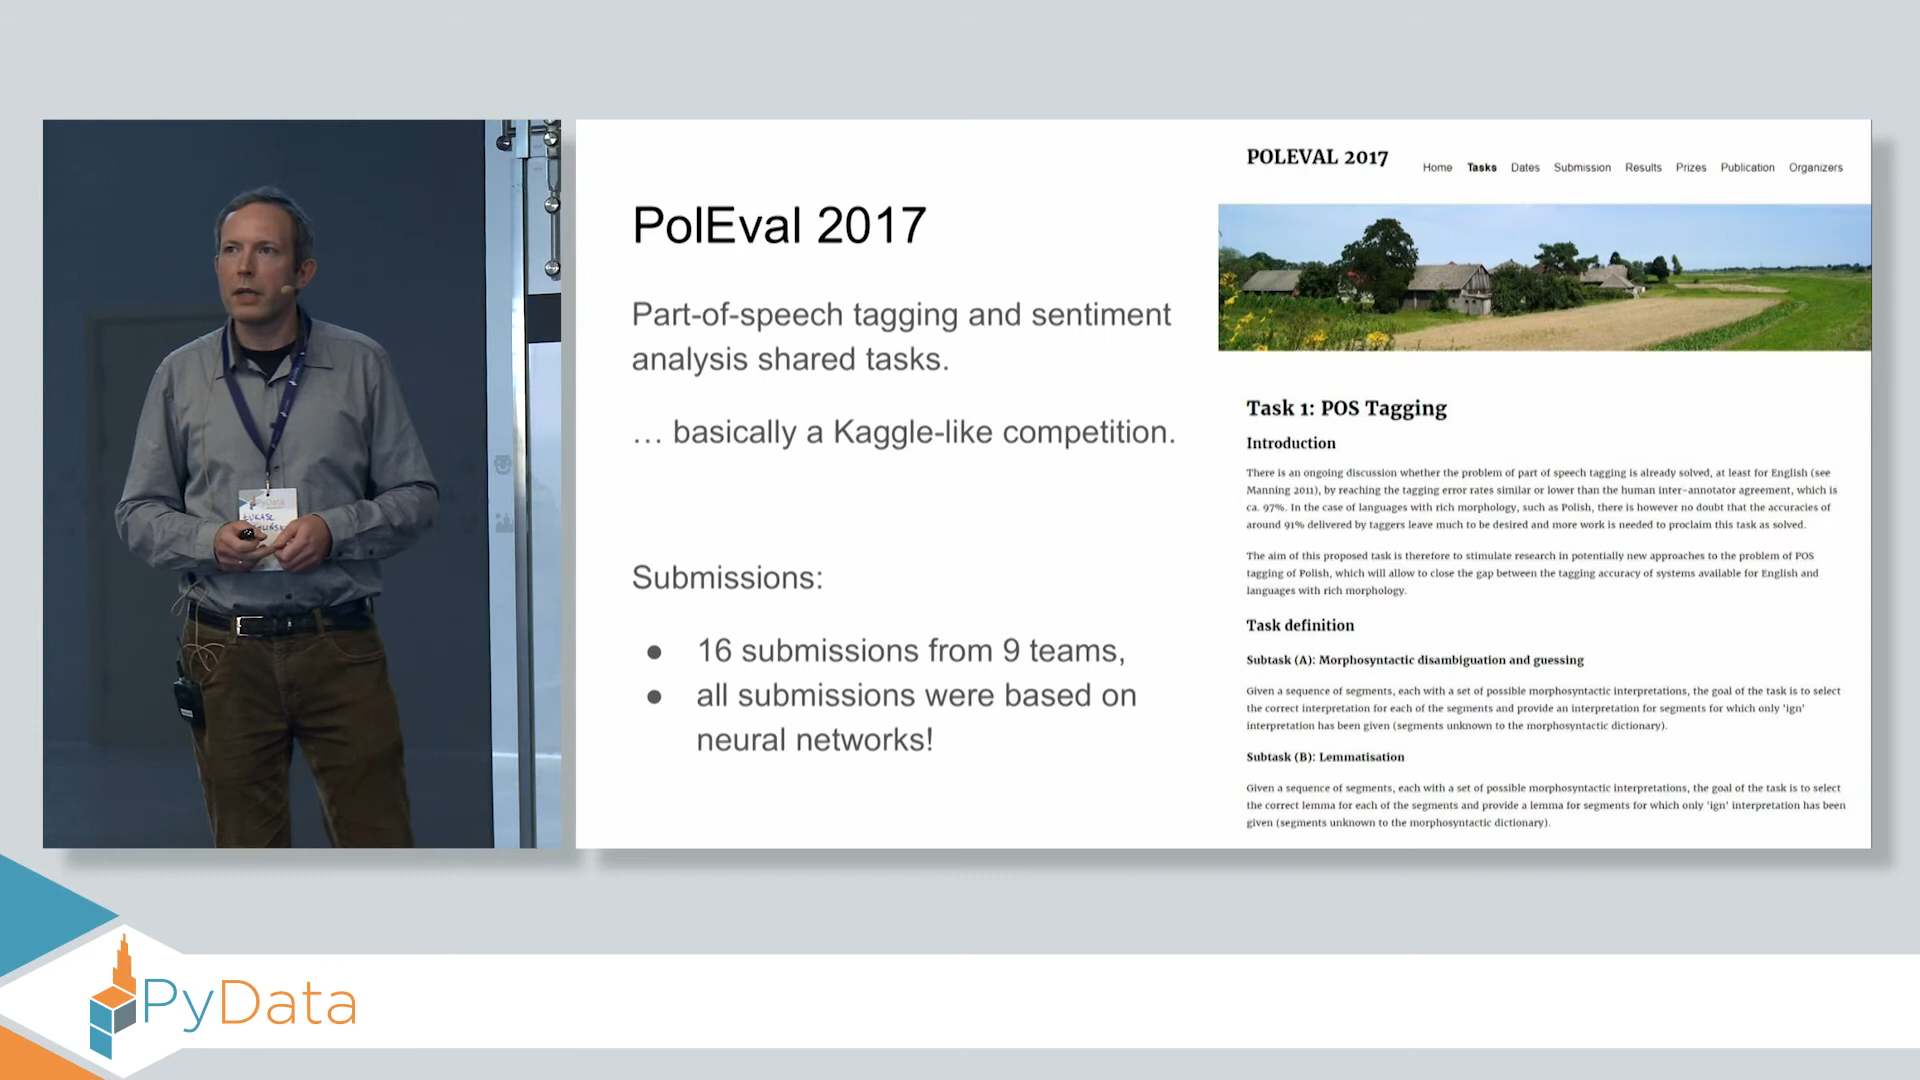 PyData
ŁUKASZ
PolEval 2017
Part-of-speech tagging and sentiment
analysis shared tasks.
… basically a Kaggle-like competition.
Submissions:
● 16 submissions from 9 teams,
● all submissions were based on
neural networks!
POLEVAL 2017
Home Tasks Dates Submission Results Prizes Publication Organizers
Task 1: POS Tagging
Introduction
There is an ongoing discussion whether the problem of part of speech tagging is already solved, at least for English (see
Manning 2011), by reaching the tagging error rates similar or lower than the human inter-annotator agreement, which is
ca. 97%. In the case of languages with rich morphology, such as Polish, there is however no doubt that the accuracies of
around 91% delivered by taggers leave much to be desired and more work is needed to proclaim this task as solved.
The aim of this proposed task is therefore to stimulate research in potentially new approaches to the problem of POS
tagging of Polish, which will allow to close the gap between the tagging accuracy of systems available for English and
languages with rich morphology.
Task definition
Subtask (A): Morphosyntactic disambiguation and guessing
Given a sequence of segments, each with a set of possible morphosyntactic interpretations, the goal of the task is to select
the correct interpretation for each of the segments and provide an interpretation for segments for which only 'ign'
interpretation has been given (segments unknown to the morphosyntactic dictionary).
Subtask (B): Lemmatisation
Given a sequence of segments, each with a set of possible morphosyntactic interpretations, the goal of the task is to select
the correct lemma for each of the segments and provide a lemma for segments for which only 'ign' interpretation has been
given (segments unknown to the morphosyntactic dictionary).
PyData